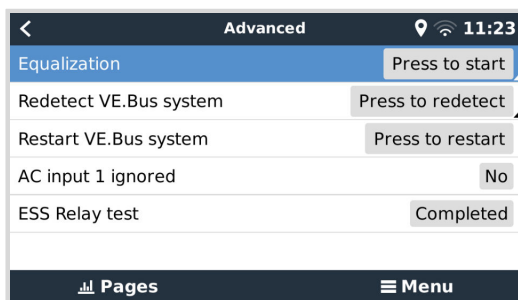 Advanced 11:23
Equalization Press to start
Redetect VE.Bus system Press to redetect
Restart VE.Bus system Press to restart
AC input 1 ignored No
ESS Relay test Completed
Pages Menu